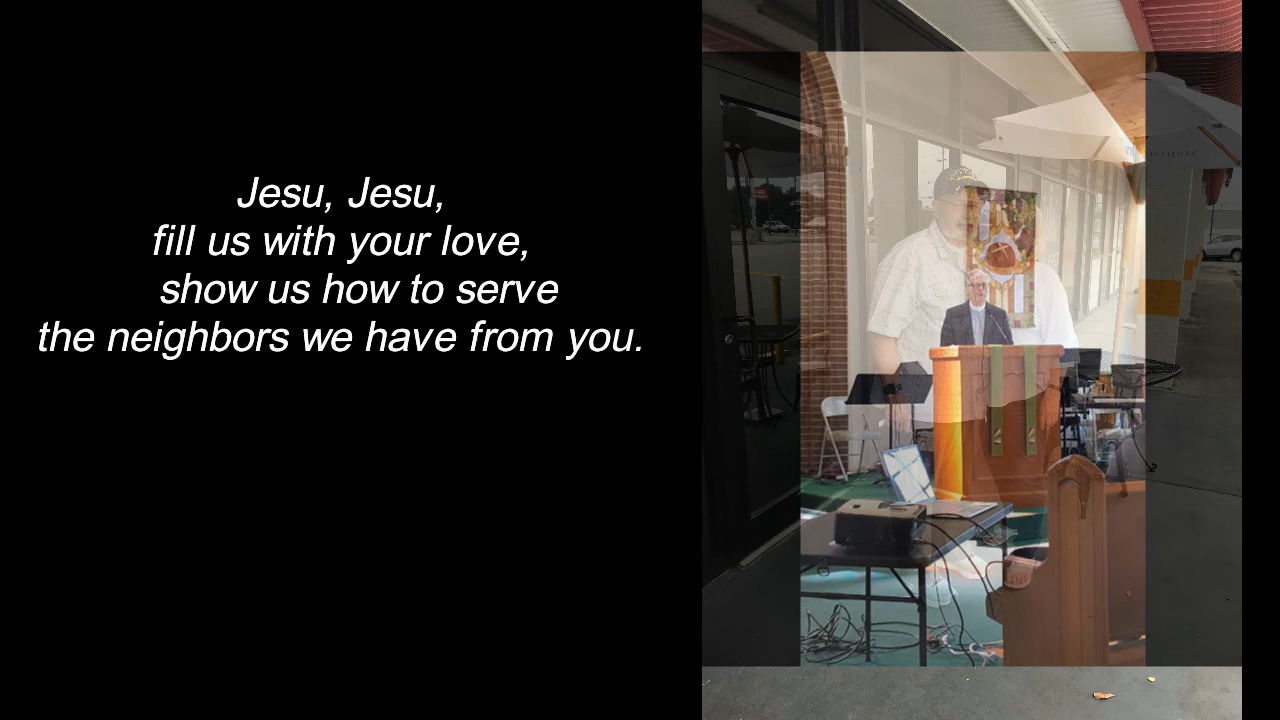 Jesu, Jesu,
fill us with your love,
show us how to serve
the neighbors we have from you.